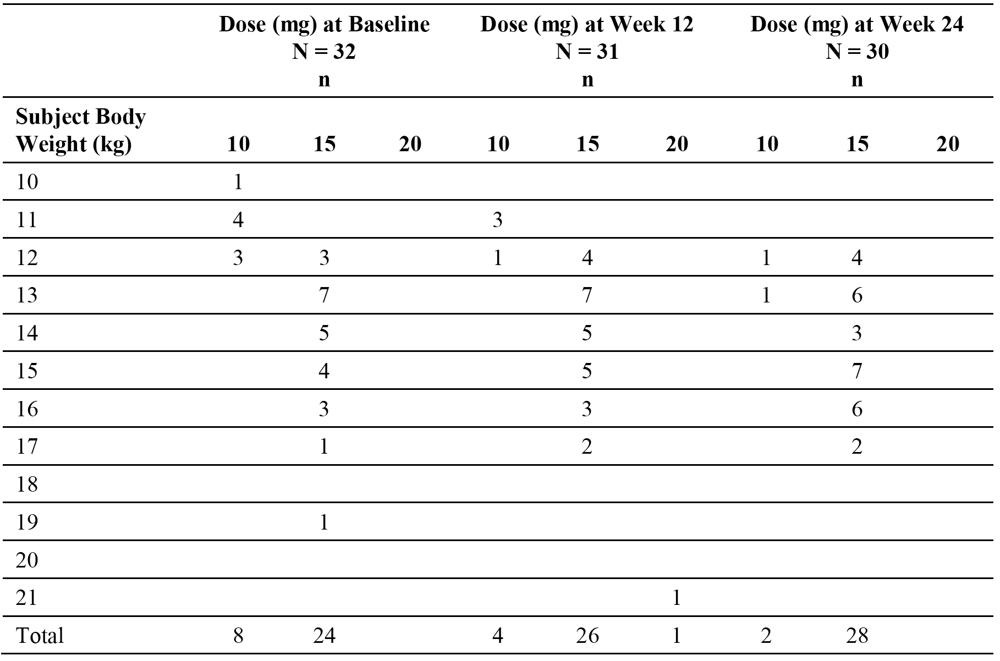 Dose (mg) at Baseline Dose (mg) at Week 12 Dose (mg) at Week 24
N = 32 N = 31 N = 30
n n n
Subject Body
Weight (kg) 10 15 20 10 15 20 10 15 20
10 1
11 4 3
12 3 3 1 4 1 4
13 7 7 1 6
14 5 5 3
15 4 5 7
16 3 3 6
17 1 2 2
18
19 1
20
21 1
Total 8 24 4 26 1 2 28